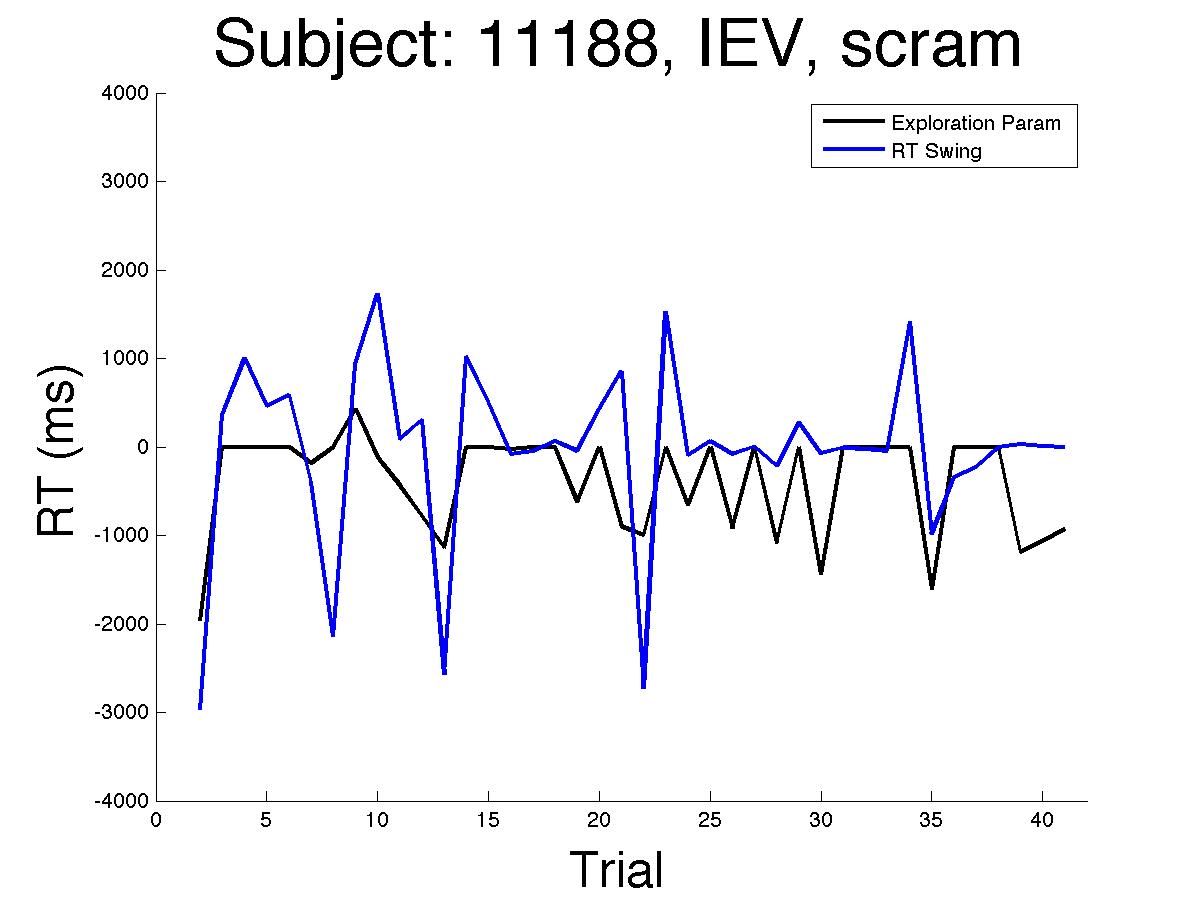 Subject: 11188, IEV, scram
Exploration Param
RT Swing
4000
3000
2000
1000
0
-1000
-2000
-3000
-4000
RT (ms)
0 5 10 15 20 25 30 35 40
Trial